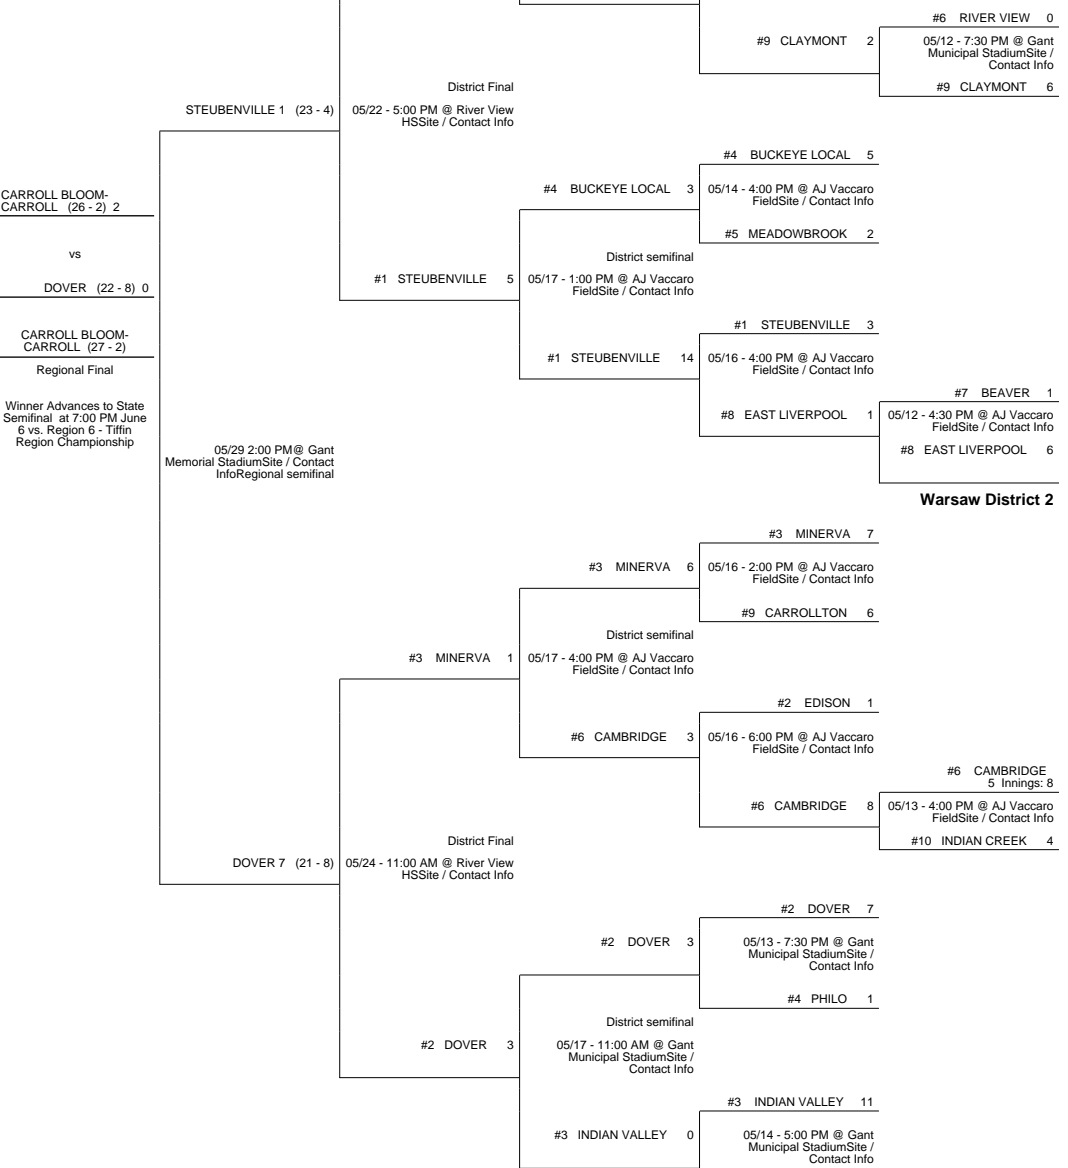 #6 RIVER VIEW 0
#9 CLAYMONT 2
05/12 - 7:30 PM @ Gant
Municipal StadiumSite /
Contact Info
#9 CLAYMONT 6
District Final
STEUBENVILLE 1 (23 - 4)
05/22 - 5:00 PM @ River View
HSSite / Contact Info
#4 BUCKEYE LOCAL 5
#4 BUCKEYE LOCAL 3
05/14 - 4:00 PM @ AJ Vaccaro
FieldSite / Contact Info
#5 MEADOWBROOK 2
CARROLL BLOOM-
CARROLL (26 - 2) 2
vs
DOVER (22 - 8) 0
CARROLL BLOOM-
CARROLL (27 - 2)
Regional Final
Winner Advances to State
Semifinal at 7:00 PM June
6 vs. Region 6 - Tiffin
Region Championship
District semifinal
#1 STEUBENVILLE 5
05/17 - 1:00 PM @ AJ Vaccaro
FieldSite / Contact Info
#1 STEUBENVILLE 3
#1 STEUBENVILLE 14
05/16 - 4:00 PM @ AJ Vaccaro
FieldSite / Contact Info
#7 BEAVER 1
#8 EAST LIVERPOOL 1
05/12 - 4:30 PM @ AJ Vaccaro
FieldSite / Contact Info
#8 EAST LIVERPOOL 6
05/29 2:00 PM@ Gant
Memorial StadiumSite / Contact
InfoRegional semifinal
Warsaw District 2
#3 MINERVA 7
#3 MINERVA 6
05/16 - 2:00 PM @ AJ Vaccaro
FieldSite / Contact Info
#9 CARROLLTON 6
District semifinal
#3 MINERVA 1
05/17 - 4:00 PM @ AJ Vaccaro
FieldSite / Contact Info
#2 EDISON 1
#6 CAMBRIDGE 3
05/16 - 6:00 PM @ AJ Vaccaro
FieldSite / Contact Info
#6 CAMBRIDGE
5 Innings: 8
#6 CAMBRIDGE 8
05/13 - 4:00 PM @ AJ Vaccaro
FieldSite / Contact Info
#10 INDIAN CREEK 4
District Final
DOVER 7 (21 - 8)
05/24 - 11:00 AM @ River View
HSSite / Contact Info
#2 DOVER 7
#2 DOVER 3
05/13 - 7:30 PM @ Gant
Municipal StadiumSite /
Contact Info
#4 PHILO 1
District semifinal
#2 DOVER 3
05/17 - 11:00 AM @ Gant
Municipal StadiumSite /
Contact Info
#3 INDIAN VALLEY 11
#3 INDIAN VALLEY 0
05/14 - 5:00 PM @ Gant
Municipal StadiumSite /
Contact Info